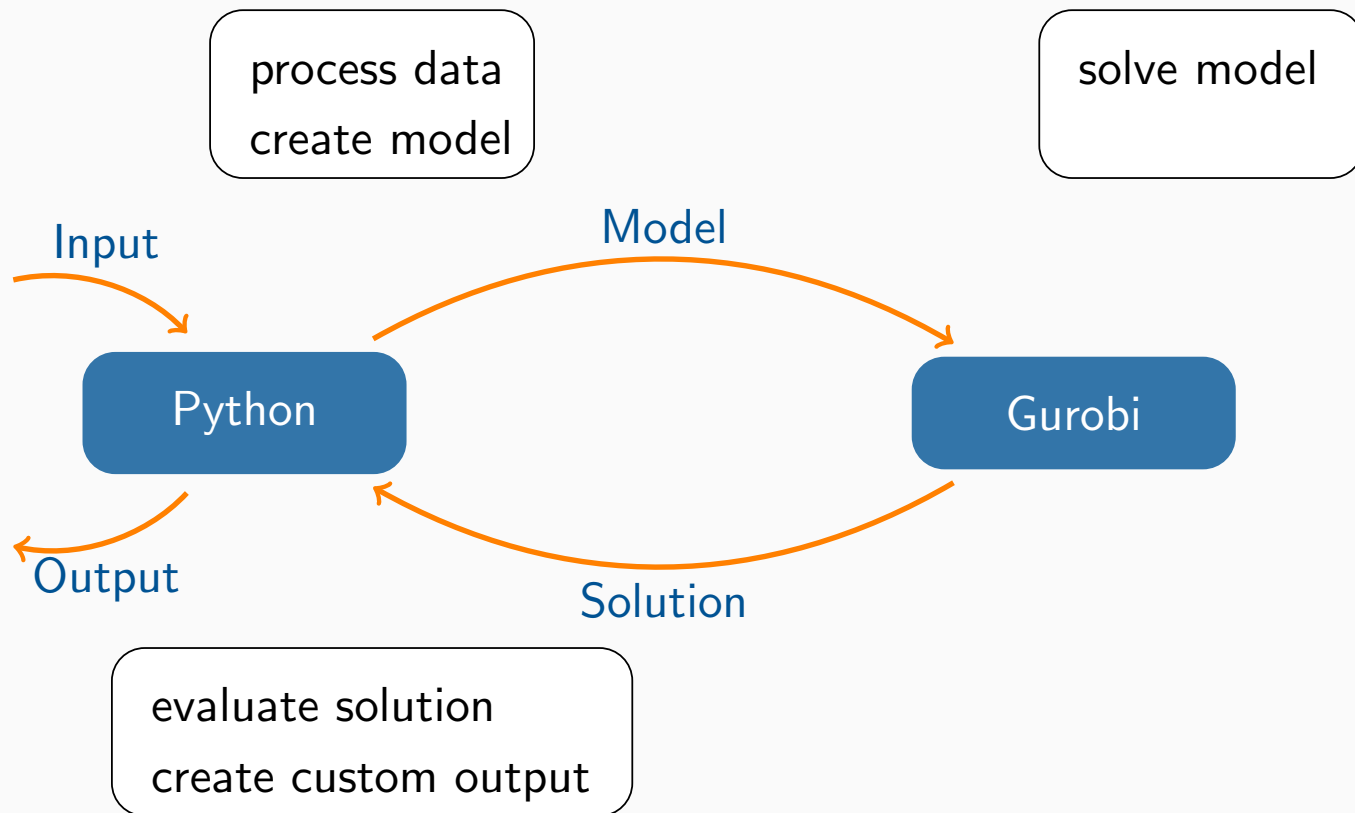 process data
create model
solve model
Input
Model
Python
Gurobi
Output
Solution
evaluate solution
create custom output